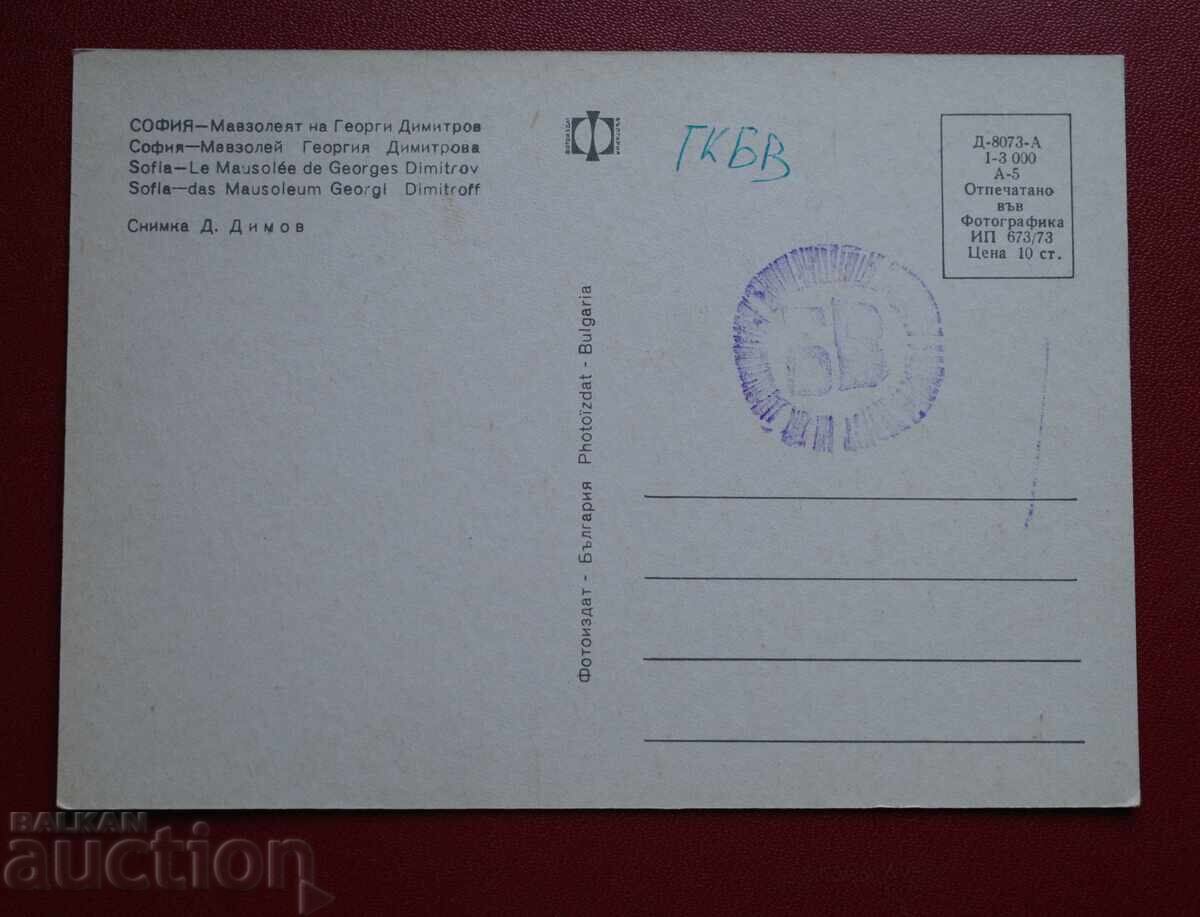 СОФИЯ—Мавзолеят на Георги Димитров
София—Мавзолей Георгия Димитрова
Sofia—Le Mausolée de Georges Dimitrov
Sofia—das Mausoleum Georgi Dimitroff
Снимка Д. Димов
Фотоиздат - България Photoïzdat - Bulgaria
ГКБВ
БВ
Д-8073-А
I-3 000
А-5
Отпечатано
във
Фотографика
ИП 673/73
Цена 10 ст.
BALKAN
auction